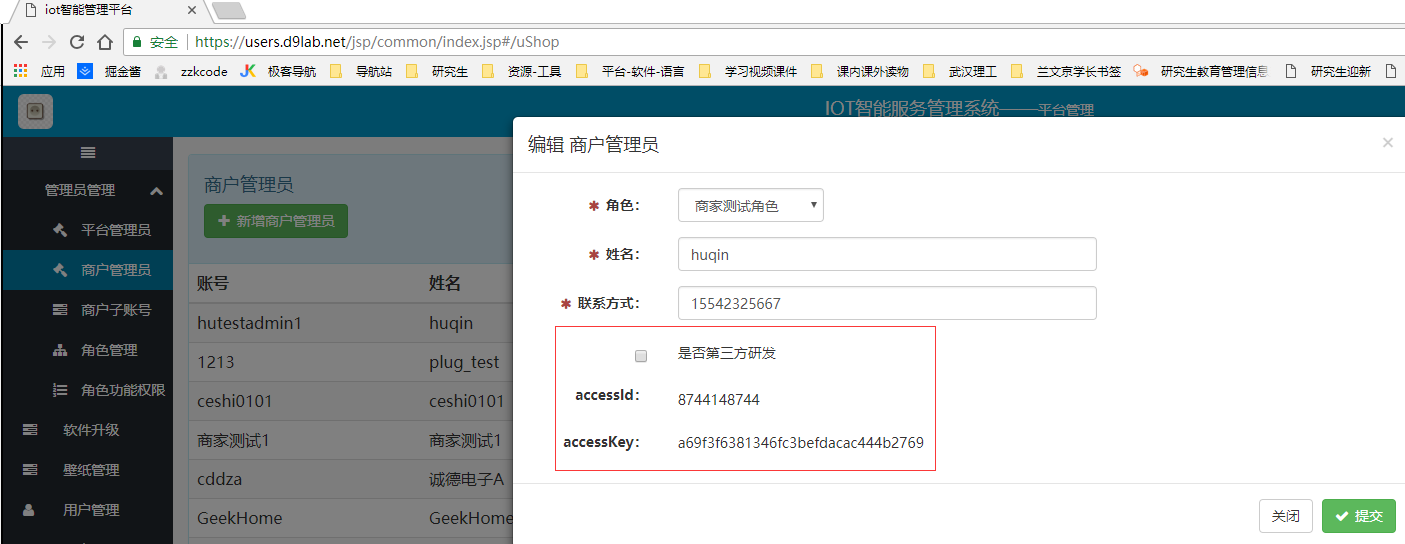 iot智能管理平台
安全 https://users.d9lab.net/jsp/common/index.jsp#/uShop
应用 掘金酱 zzkcode 极客导航 导航站 研究生 资源-工具 平台-软件-语言 学习视频课件 课内课外读物 武汉理工 兰文京学长书签 研究生教育管理信息 研究生迎新
IOT智能服务管理系统——平台管理
管理员管理
平台管理员
商户管理员
商户子账号
角色管理
角色功能权限
软件升级
壁纸管理
用户管理
商户管理员
新增商户管理员
账号 姓名
hutestadmin1 huqin
1213 plug_test
ceshi0101 ceshi0101
商家测试1 商家测试1
cddza 诚德电子A
GeekHome GeekHome
编辑 商户管理员 ×
* 角色: 商家测试角色
* 姓名: huqin
* 联系方式: 15542325667
是否第三方研发
accessId: 8744148744
accessKey: a69f3f6381346fc3befdacac444b2769
关闭 提交